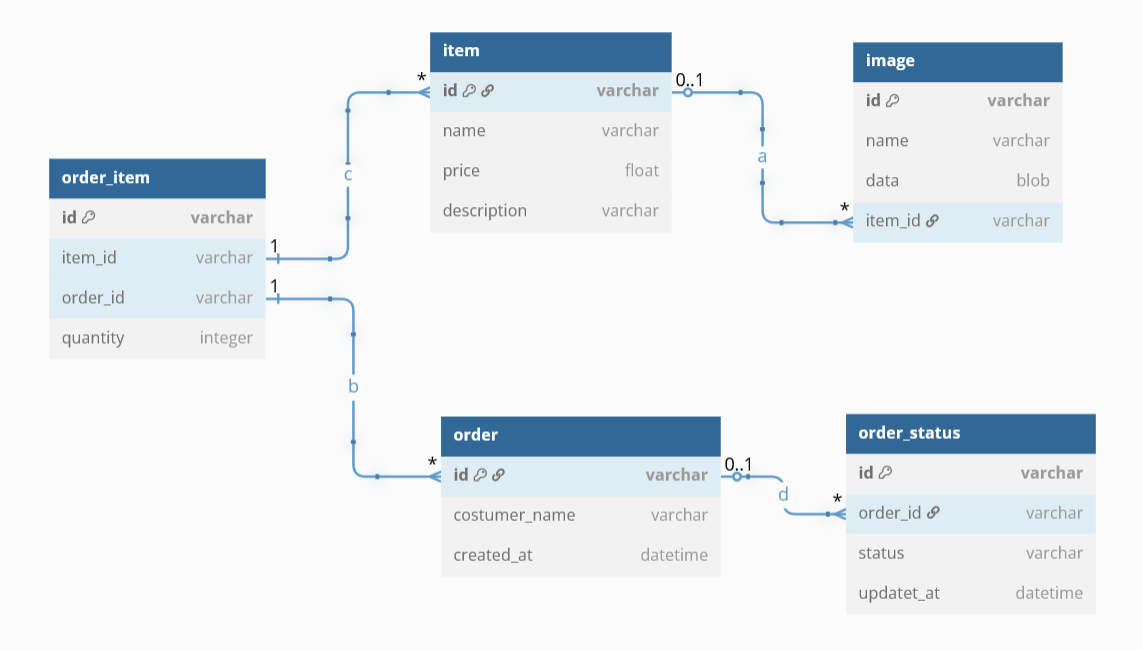 item
id varchar
name varchar
price float
description varchar
image
id varchar
name varchar
data blob
item_id varchar
order_item
id varchar
item_id varchar
order_id varchar
quantity integer
order
id varchar
costumer_name varchar
created_at datetime
order_status
id varchar
order_id varchar
status varchar
updatet_at datetime
*
c
1
0..1
a
*
1
b
*
0..1
d
*